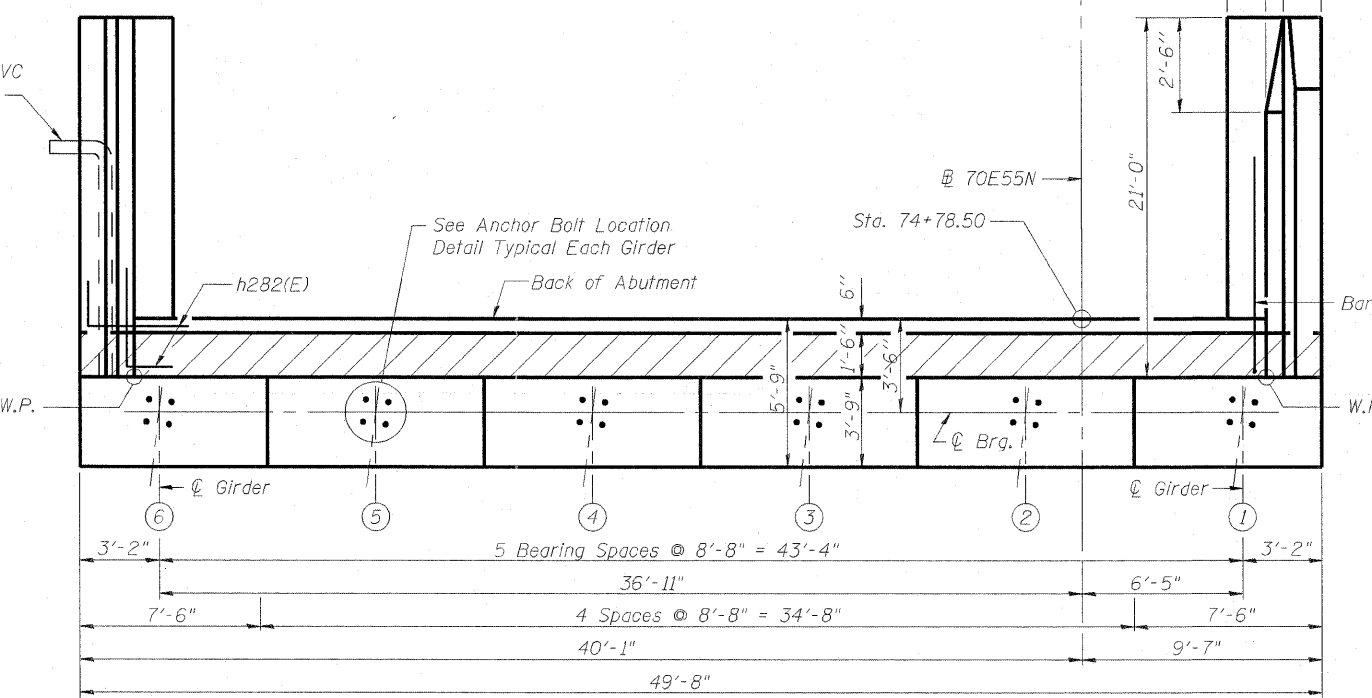 VC
2'-6"
21'-0"
℄ 70E55N
Sta. 74+78.50
See Anchor Bolt Location
Detail Typical Each Girder
h282(E)
Back of Abutment
6"
1'-6"
3'-6"
5'-9"
3'-9"
Bar
W.P.
W.
℄ Brg.
℄ Girder
℄ Girder
6
5
4
3
2
1
3'-2"
5 Bearing Spaces @ 8'-8" = 43'-4"
3'-2"
36'-11"
6'-5"
7'-6"
4 Spaces @ 8'-8" = 34'-8"
7'-6"
40'-1"
9'-7"
49'-8"